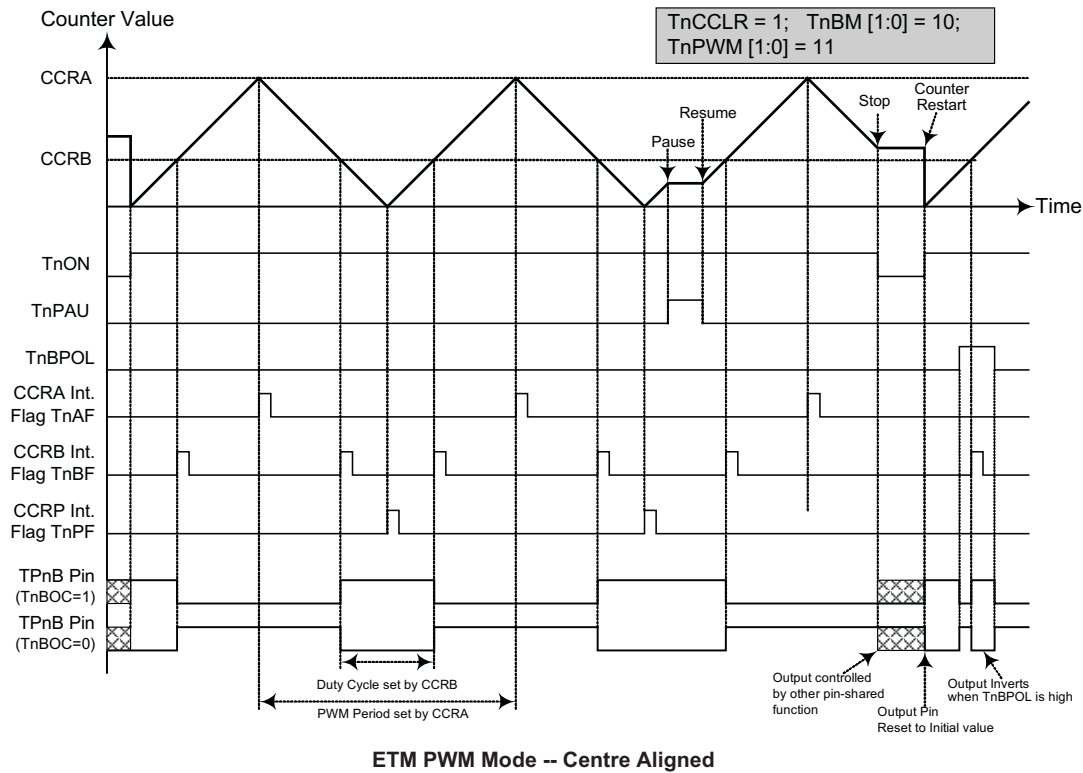 Counter Value
TnCCLR = 1; TnBM [1:0] = 10;
TnPWM [1:0] = 11
CCRA
CCRB
Pause
Resume
Stop
Counter
Restart
Time
TnON
TnPAU
TnBPOL
CCRA Int.
Flag TnAF
CCRB Int.
Flag TnBF
CCRP Int.
Flag TnPF
TPnB Pin
(TnBOC=1)
TPnB Pin
(TnBOC=0)
Duty Cycle set by CCRB
PWM Period set by CCRA
Output controlled
by other pin-shared
function
Output Pin
Reset to Initial value
Output Inverts
when TnBPOL is high
ETM PWM Mode -- Centre Aligned